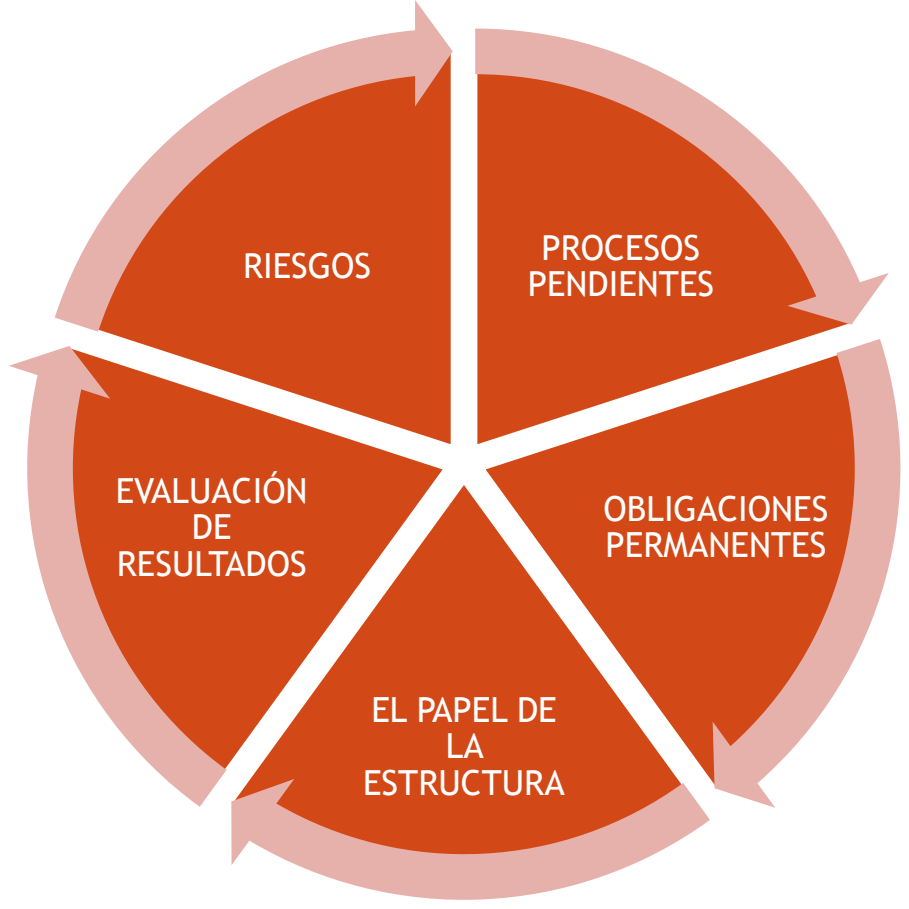 RIESGOS
PROCESOS
PENDIENTES
OBLIGACIONES
PERMANENTES
EL PAPEL DE
LA
ESTRUCTURA
EVALUACIÓN
DE
RESULTADOS